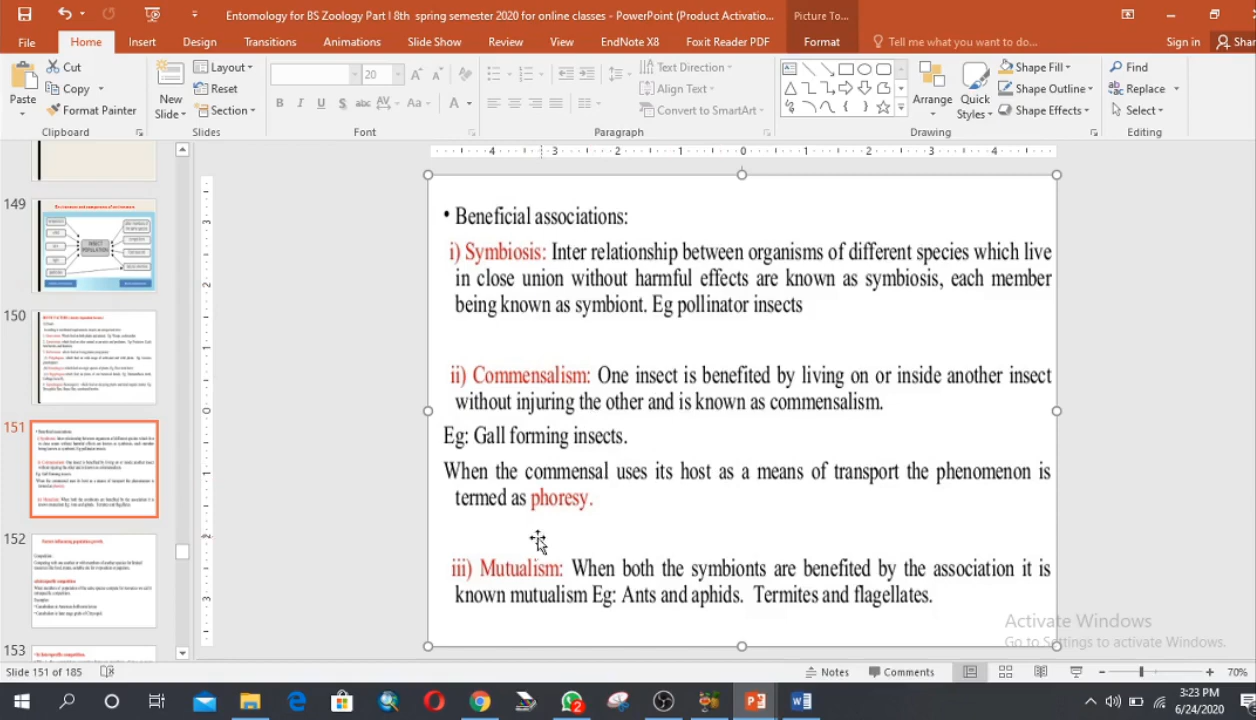 Entomology for BS Zoology Part I 8th spring semester 2020 for online classes - PowerPoint (Product Activatio...
Picture To...
File Home Insert Design Transitions Animations Slide Show Review View EndNote X8 Foxit Reader PDF Format Tell me what you want to do... Sign in Shar
Paste
Cut
Copy
Format Painter
Clipboard
New Slide
Layout
Reset
Section
Slides
20
Font
Text Direction
Align Text
Convert to SmartArt
Paragraph
Arrange
Quick Styles
Shape Fill
Shape Outline
Shape Effects
Drawing
Find
Replace
Select
Editing
149
INSECT POPULATION
150
151
152
153
• Beneficial associations:
i) Symbiosis: Inter relationship between organisms of different species which live
in close union without harmful effects are known as symbiosis, each member
being known as symbiont. Eg pollinator insects
ii) Commensalism: One insect is benefited by living on or inside another insect
without injuring the other and is known as commensalism.
Eg: Gall forming insects.
When the commensal uses its host as a means of transport the phenomenon is
termed as phoresy.
iii) Mutualism: When both the symbionts are benefited by the association it is
known mutualism Eg: Ants and aphids. Termites and flagellates.
Activate Windows
Go to Settings to activate Windows.
Slide 151 of 185
Notes
Comments
70%
3:23 PM
6/24/2020